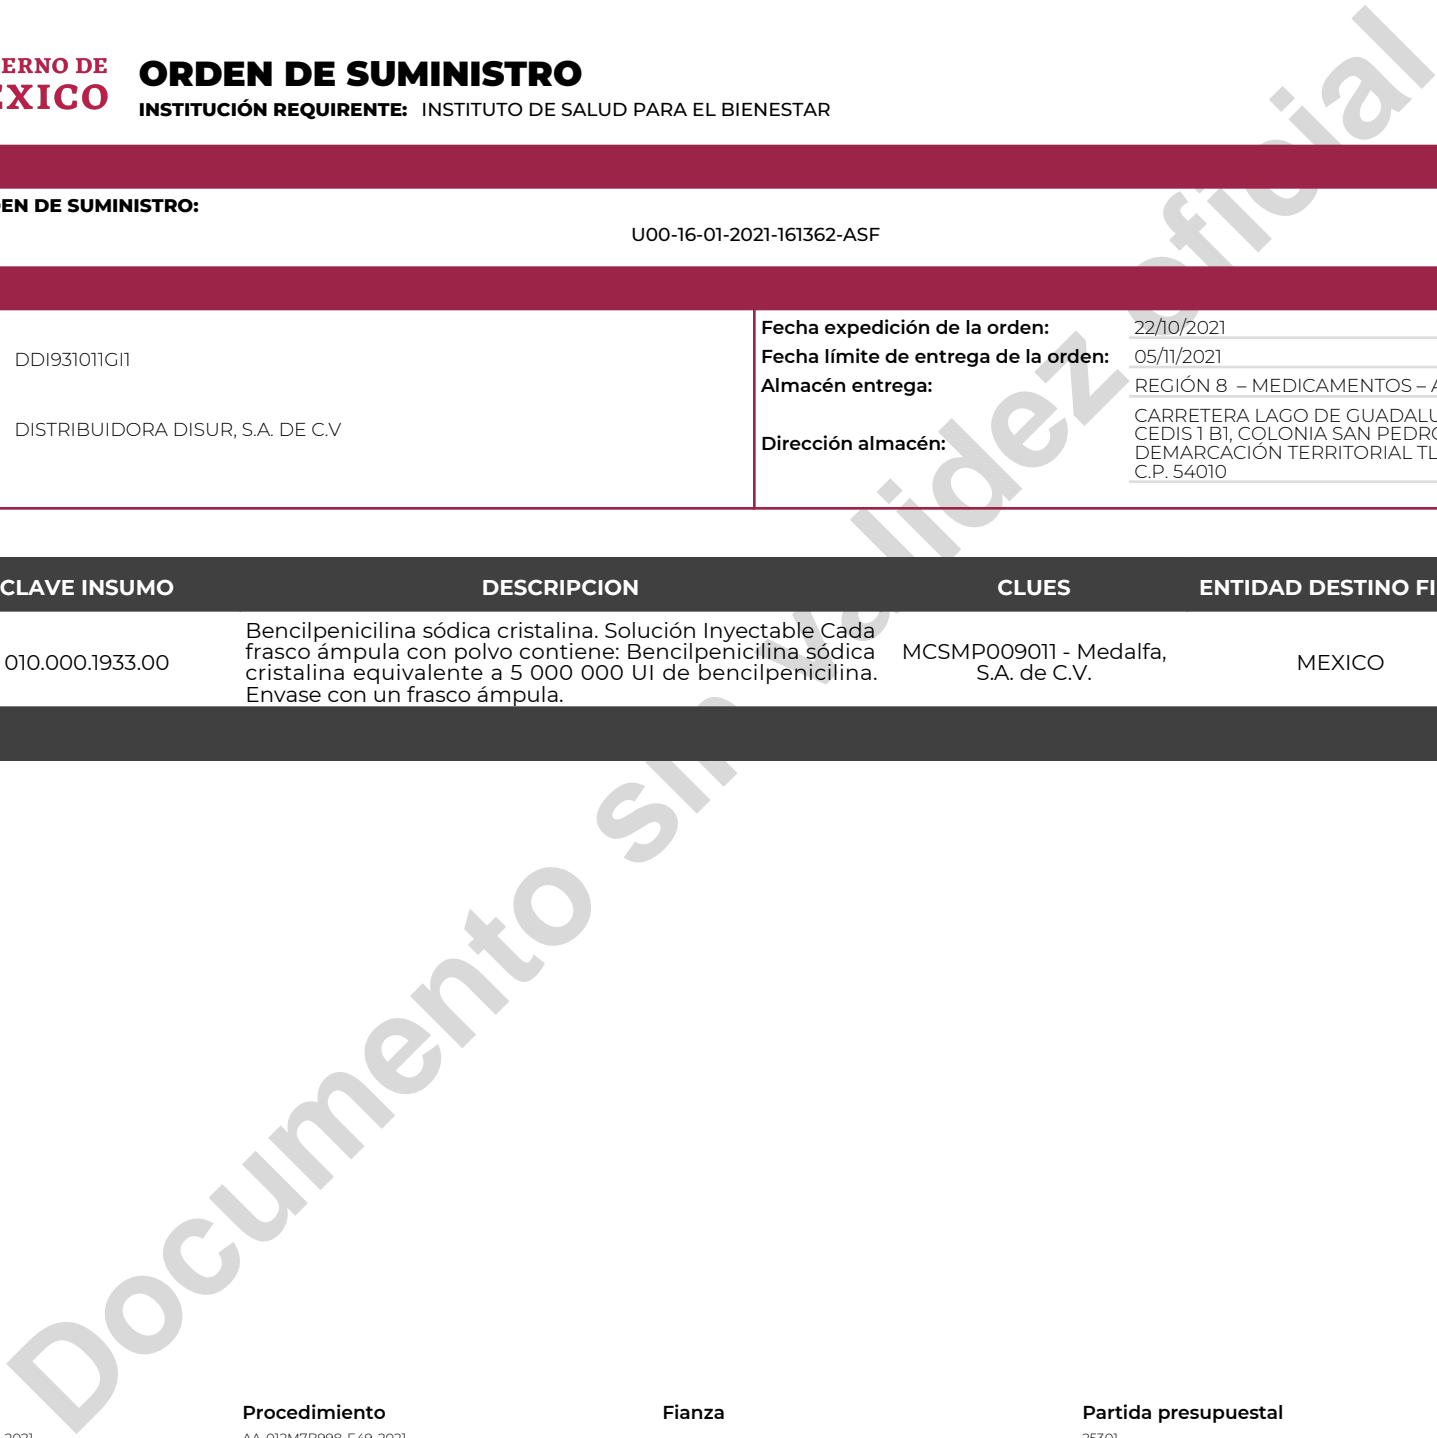 ERNO DE
ORDEN DE SUMINISTRO
INSTITUCIÓN REQUIRENTE: INSTITUTO DE SALUD PARA EL BIENESTAR
EN DE SUMINISTRO:
U00-16-01-2021-161362-ASF
DDI931011GI1
DISTRIBUIDORA DISUR, S.A. DE C.V
Fecha expedición de la orden: 22/10/2021
Fecha límite de entrega de la orden: 05/11/2021
Almacén entrega: REGIÓN 8 – MEDICAMENTOS –
Dirección almacén:
CARRETERA LAGO DE GUADALU
CEDIS 1 B1, COLONIA SAN PEDRO
DEMARCACIÓN TERRITORIAL TL
C.P. 54010
CLAVE INSUMO DESCRIPCION CLUES ENTIDAD DESTINO FI
010.000.1933.00
Bencilpenicilina sódica cristalina. Solución Inyectable Cada
frasco ámpula con polvo contiene: Bencilpenicilina sódica
cristalina equivalente a 5 000 000 UI de bencilpenicilina.
Envase con un frasco ámpula.
MCSMP009011 - Medalfa,
S.A. de C.V.
MEXICO
Procedimiento Fianza Partida presupuestal
Documento sin validez oficial